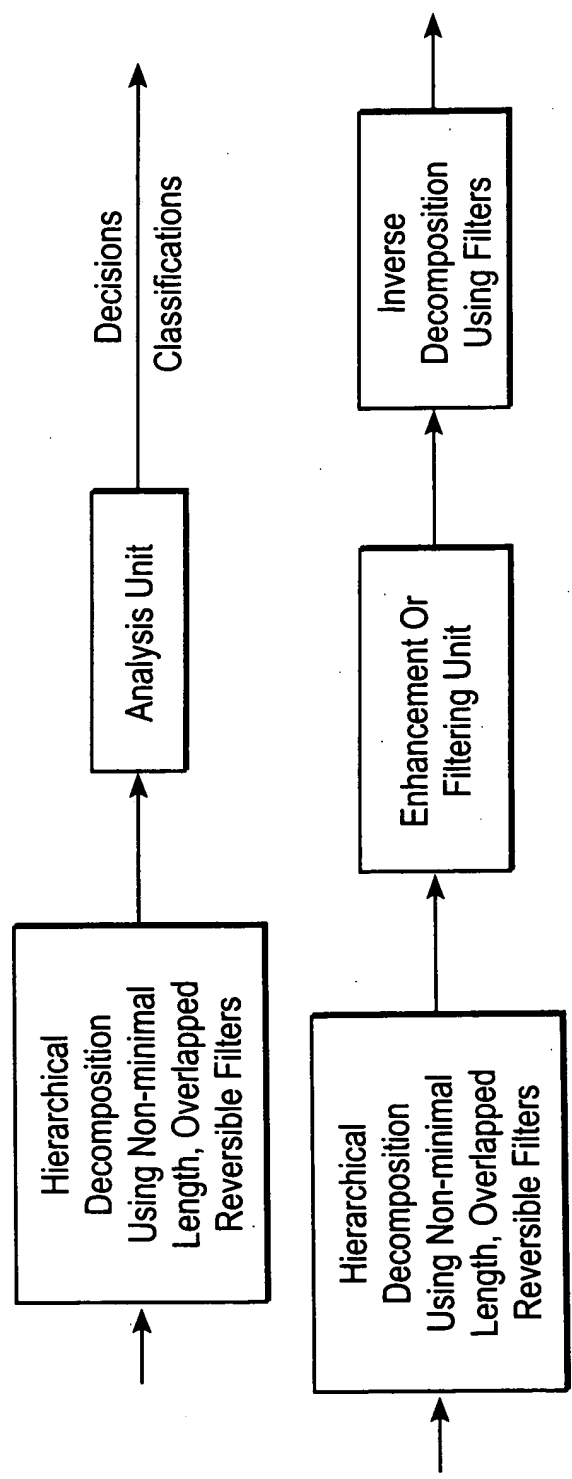 Hierarchical
Decomposition
Using Non-minimal
Length, Overlapped
Reversible Filters
Analysis Unit
Decisions
Classifications
Hierarchical
Decomposition
Using Non-minimal
Length, Overlapped
Reversible Filters
Enhancement Or
Filtering Unit
Inverse
Decomposition
Using Filters